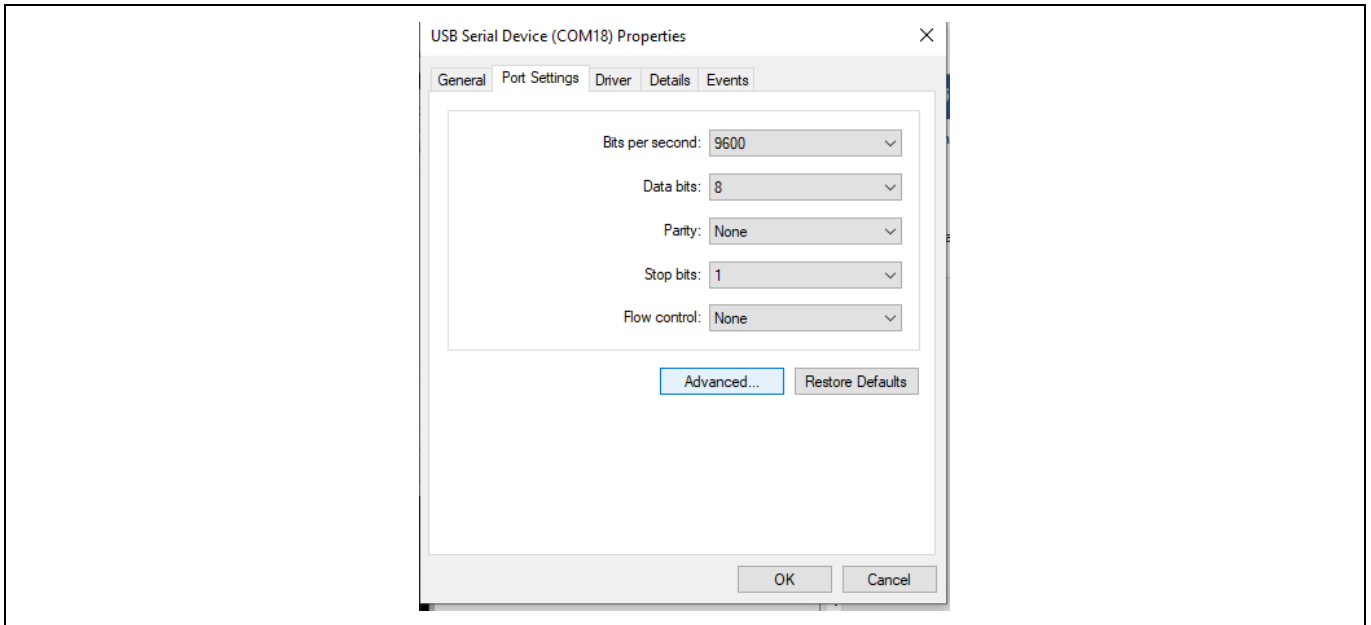 USB Serial Device (COM18) Properties
General Port Settings Driver Details Events
Bits per second: 9600
Data bits: 8
Parity: None
Stop bits: 1
Flow control: None
Advanced... Restore Defaults
OK Cancel